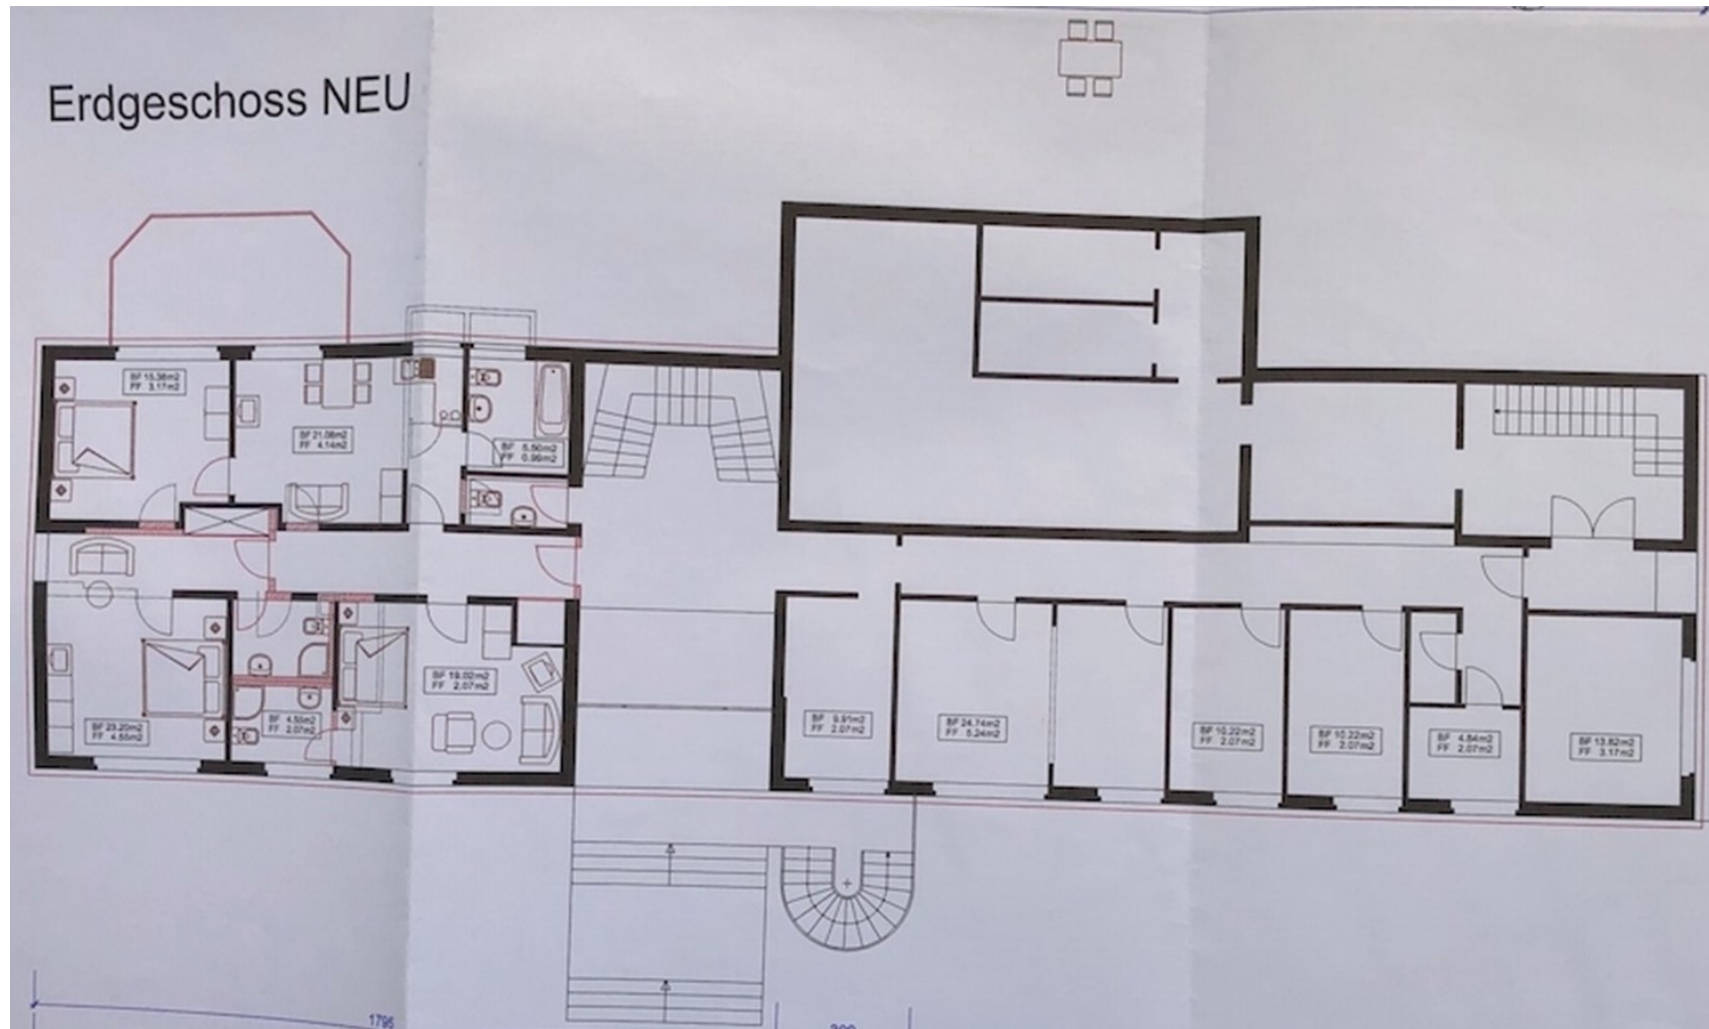 Erdgeschoss NEU
BF 15.38m2
FF 3.17m2
BF 21.08m2
FF 4.14m2
BF 5.50m2
FF 0.99m2
BF 23.20m2
FF 4.55m2
BF 4.55m2
FF 2.07m2
BF 19.02m2
FF 2.07m2
BF 9.91m2
FF 2.07m2
BF 24.74m2
FF 5.24m2
BF 10.22m2
FF 2.07m2
BF 10.22m2
FF 2.07m2
BF 4.84m2
FF 2.07m2
BF 13.82m2
FF 3.17m2
1795